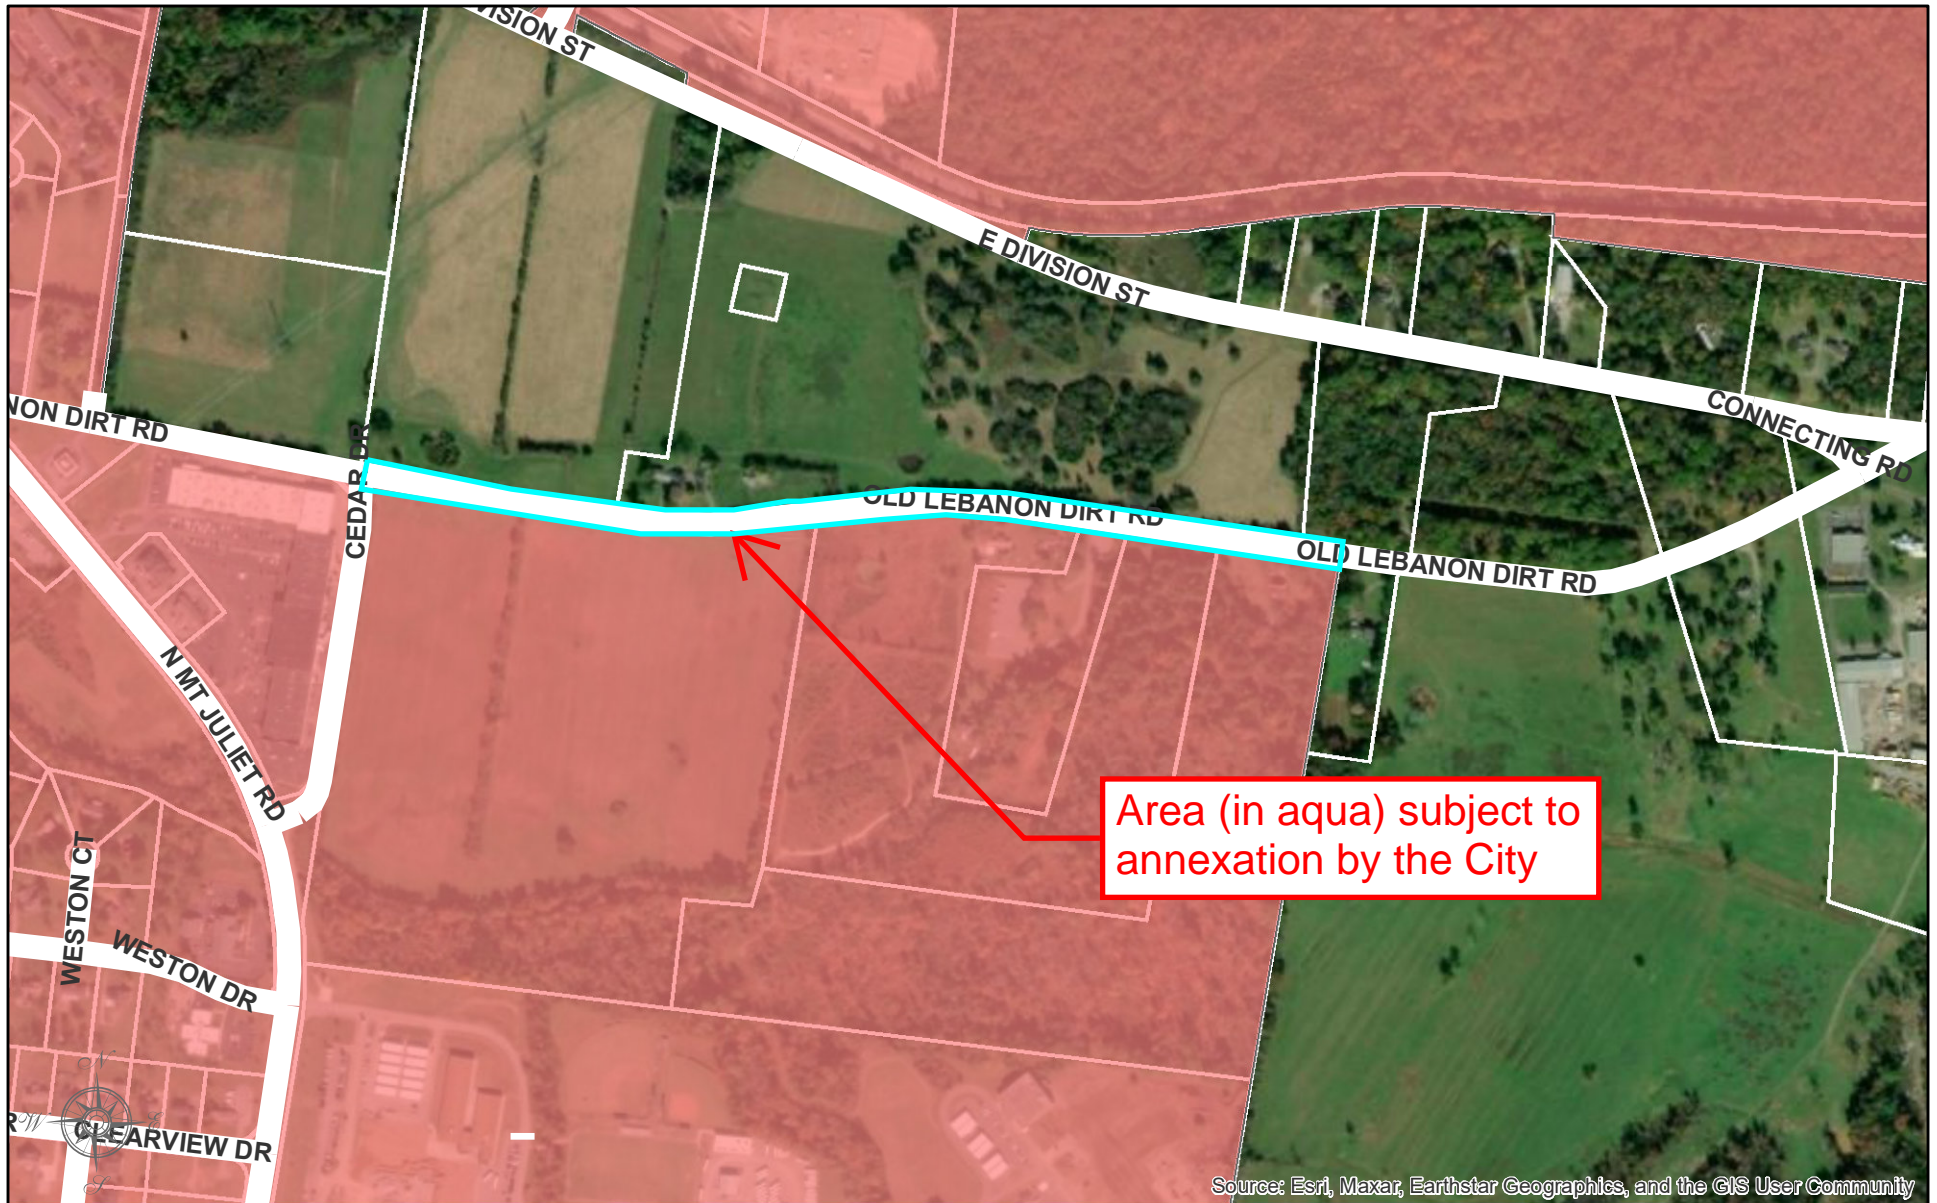 VISION ST
E DIVISION ST
CONNECTING RD
NON DIRT RD
CEDAR DR
OLD LEBANON DIRT RD
OLD LEBANON DIRT RD
N MT JULIET RD
Area (in aqua) subject to
annexation by the City
WESTON CT
WESTON DR
N
W
E
S
R
CLEARVIEW DR
Source: Esri, Maxar, Earthstar Geographics, and the GIS User Community